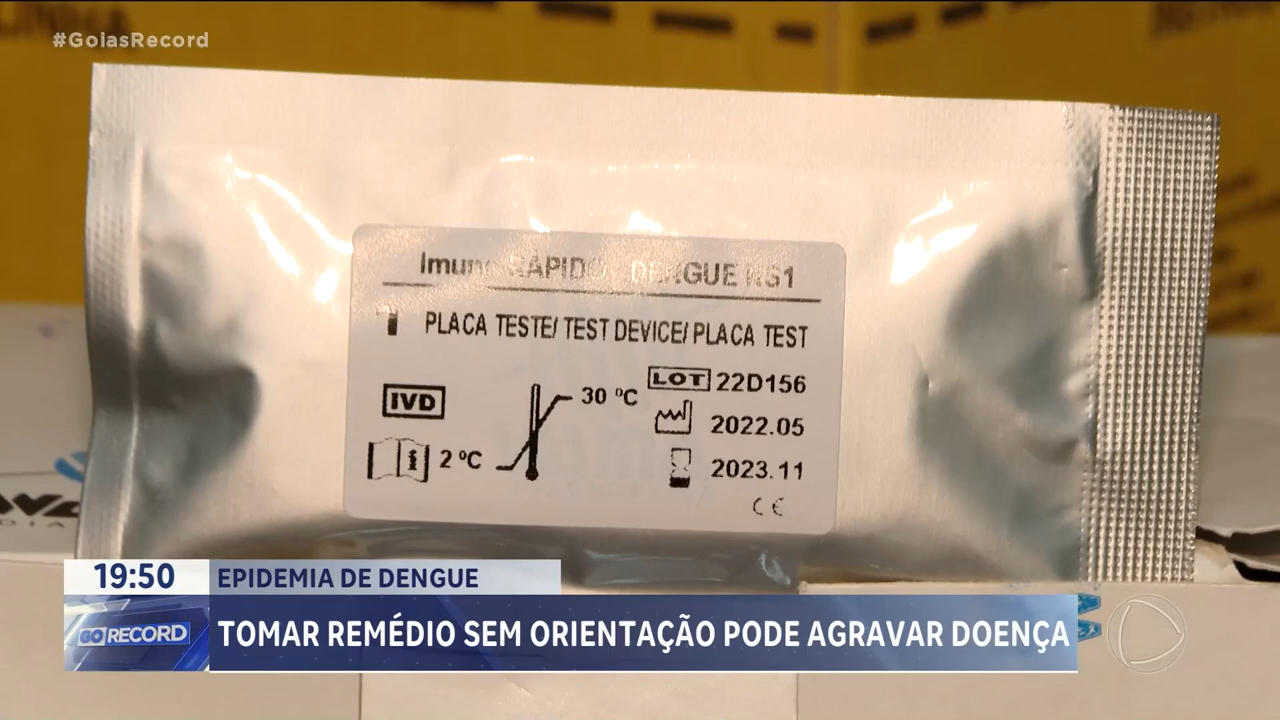 #GoiasRecord
DENGUE NS1
PLACA TESTE/ TEST DEVICE/ PLACA TEST
LOT 22D156
IVD
30 ºC
2022.05
2 ºC
2023.11
CE
19:50 EPIDEMIA DE DENGUE
GO RECORD
TOMAR REMÉDIO SEM ORIENTAÇÃO PODE AGRAVAR DOENÇA